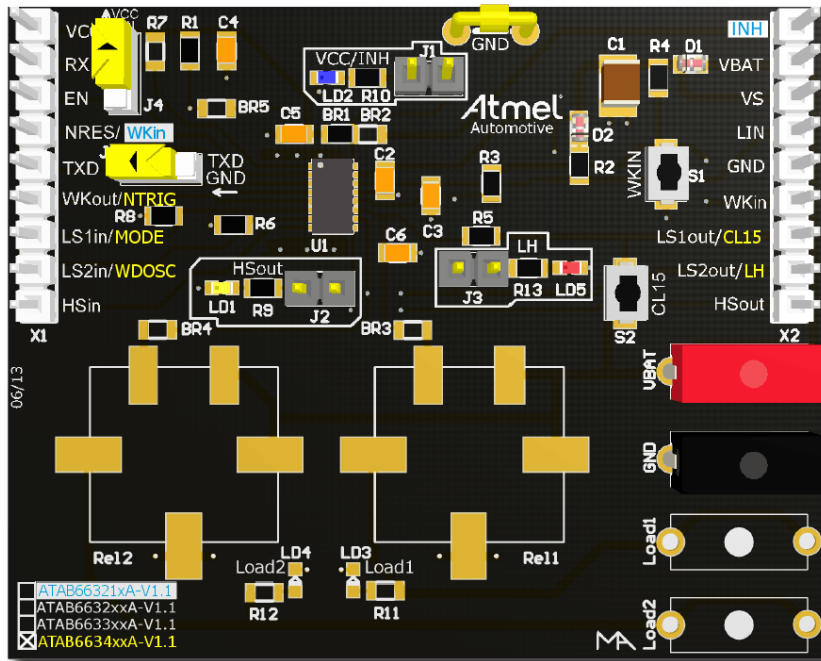 VCC
R7
R1
C4
VCC/INH
J1
GND
C1
R4
D1
INH
RX
EN
J4
LD2
R10
VBAT
VS
NRES/WKin
BR5
C5
BR1
BR2
Atmel
Automotive
D2
LIN
TXD
TXD
GND
C2
R3
R2
WKIN
S1
GND
WKout/NTRIG
R8
R6
U1
C3
R5
WKin
LS1in/MODE
C6
LH
LS1out/CL15
LS2in/WDOSC
HSout
LD1
R9
J2
J3
R13
LD5
CL15
S2
LS2out/LH
HSin
HSout
X1
BR4
BR3
X2
06/13
VBAT
GND
Rel2
Rel1
Load1
Load2
LD4
LD3
Load1
R12
R11
Load2
ATAB66321xA-V1.1
ATAB6632xxA-V1.1
ATAB6633xxA-V1.1
ATAB6634xxA-V1.1
MA